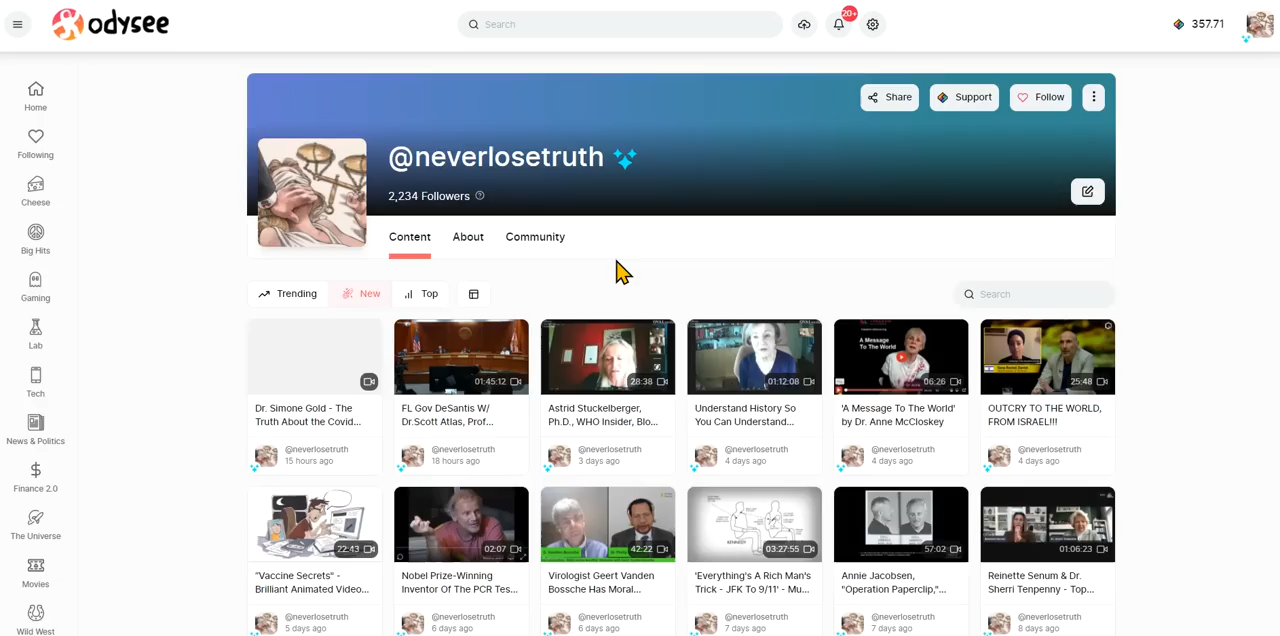 odysee
Search
20+
357.71
Home
Following
Cheese
Big Hits
Gaming
Lab
Tech
News & Politics
Finance 2.0
The Universe
Movies
Wild West
Share
Support
Follow
@neverlosetruth
2,234 Followers
Content
About
Community
Trending
New
Top
Search
01:45:12
28:38
01:12:08
A Message
To The World
06:26
25:48
Dr. Simone Gold - The
Truth About the Covid...
@neverlosetruth
15 hours ago
FL Gov DeSantis W/
Dr.Scott Atlas, Prof...
@neverlosetruth
18 hours ago
Astrid Stuckelberger,
Ph.D., WHO Insider, Blo...
@neverlosetruth
3 days ago
Understand History So
You Can Understand...
@neverlosetruth
4 days ago
'A Message To The World'
by Dr. Anne McCloskey
@neverlosetruth
4 days ago
OUTCRY TO THE WORLD,
FROM ISRAEL!!!
@neverlosetruth
4 days ago
22:43
02:07
42:22
KENNEDY
03:27:55
57:02
01:06:23
"Vaccine Secrets" -
Brilliant Animated Video...
@neverlosetruth
5 days ago
Nobel Prize-Winning
Inventor Of The PCR Tes...
@neverlosetruth
6 days ago
Virologist Geert Vanden
Bossche Has Moral...
@neverlosetruth
6 days ago
'Everything's A Rich Man's
Trick - JFK To 9/11' - Mu...
@neverlosetruth
7 days ago
Annie Jacobsen,
"Operation Paperclip,"...
@neverlosetruth
7 days ago
Reinette Senum & Dr.
Sherri Tenpenny - Top...
@neverlosetruth
8 days ago